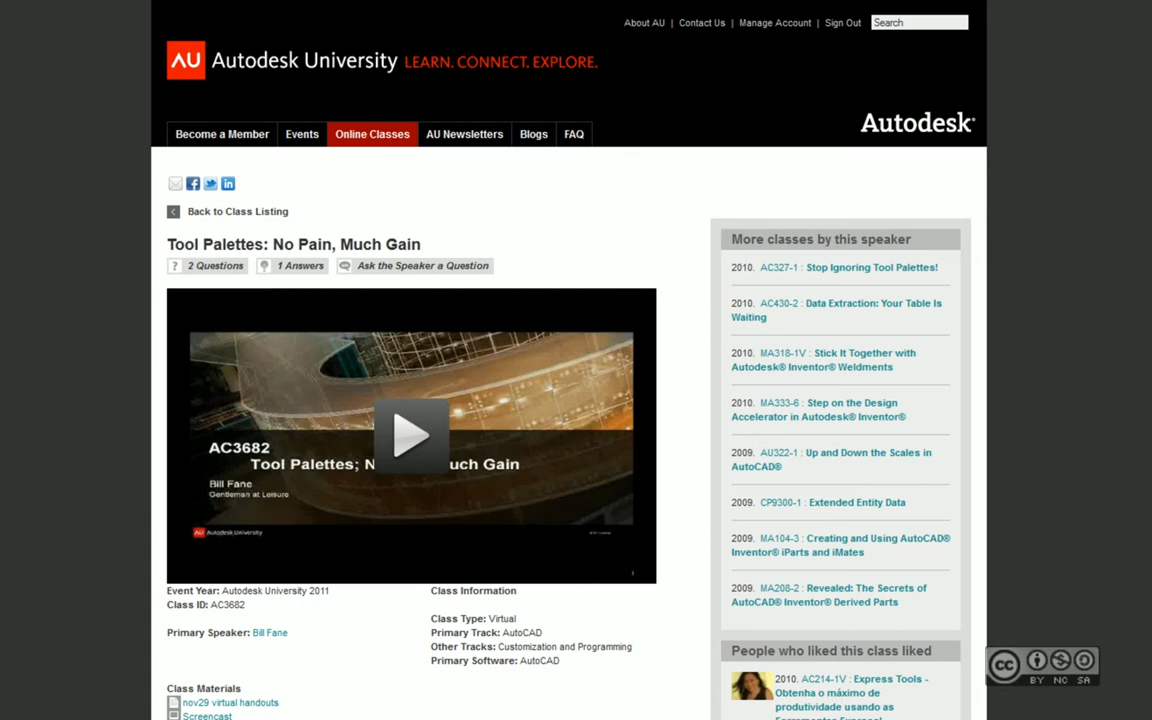 About AU | Contact Us | Manage Account | Sign Out Search
AU Autodesk University LEARN. CONNECT. EXPLORE.
Autodesk®
Become a Member Events Online Classes AU Newsletters Blogs FAQ
Back to Class Listing
Tool Palettes: No Pain, Much Gain
? 2 Questions 1 Answers Ask the Speaker a Question
AC3682
Tool Palettes; N uch Gain
Bill Fane
Gentleman at Leisure
AU Autodesk University
Event Year: Autodesk University 2011
Class ID: AC3682
Primary Speaker: Bill Fane
Class Information
Class Type: Virtual
Primary Track: AutoCAD
Other Tracks: Customization and Programming
Primary Software: AutoCAD
Class Materials
nov29 virtual handouts
Screencast
More classes by this speaker
2010. AC327-1 : Stop Ignoring Tool Palettes!
2010. AC430-2 : Data Extraction: Your Table Is
Waiting
2010. MA318-1V : Stick It Together with
Autodesk® Inventor® Weldments
2010. MA333-6 : Step on the Design
Accelerator in Autodesk® Inventor®
2009. AU322-1 : Up and Down the Scales in
AutoCAD®
2009. CP9300-1 : Extended Entity Data
2009. MA104-3 : Creating and Using AutoCAD®
Inventor® iParts and iMates
2009. MA208-2 : Revealed: The Secrets of
AutoCAD® Inventor® Derived Parts
People who liked this class liked
2010. AC214-1V : Express Tools -
Obtenha o máximo de
produtividade usando as
Ferramentas Express!
cc BY NC SA